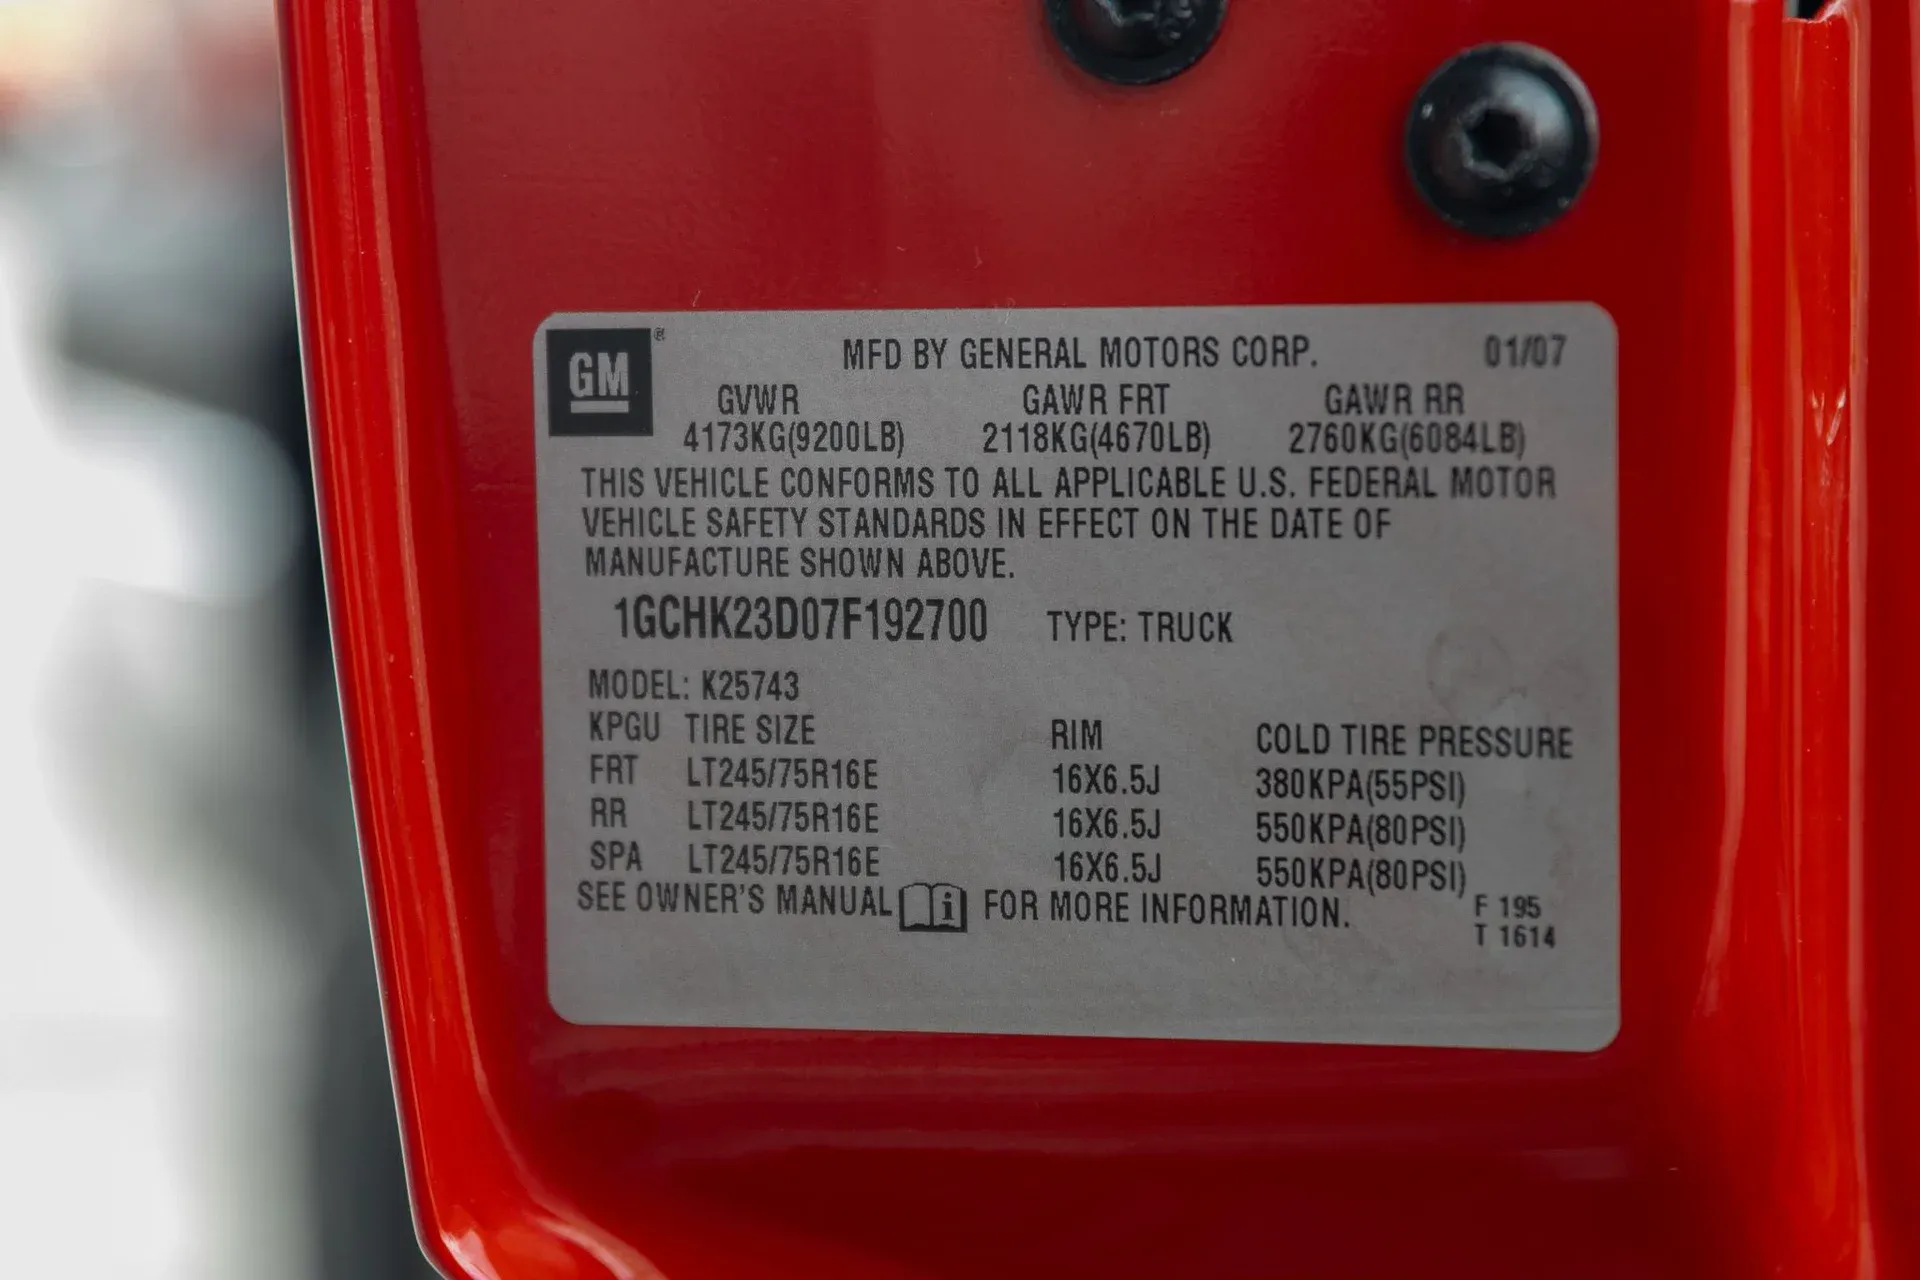 GM ®
MFD BY GENERAL MOTORS CORP. 01/07
GVWR GAWR FRT GAWR RR
4173KG(9200LB) 2118KG(4670LB) 2760KG(6084LB)
THIS VEHICLE CONFORMS TO ALL APPLICABLE U.S. FEDERAL MOTOR
VEHICLE SAFETY STANDARDS IN EFFECT ON THE DATE OF
MANUFACTURE SHOWN ABOVE.
1GCHK23D07F192700 TYPE: TRUCK
MODEL: K25743
KPGU TIRE SIZE RIM COLD TIRE PRESSURE
FRT LT245/75R16E 16X6.5J 380KPA(55PSI)
RR LT245/75R16E 16X6.5J 550KPA(80PSI)
SPA LT245/75R16E 16X6.5J 550KPA(80PSI)
SEE OWNER'S MANUAL i FOR MORE INFORMATION.
F 195
T 1614